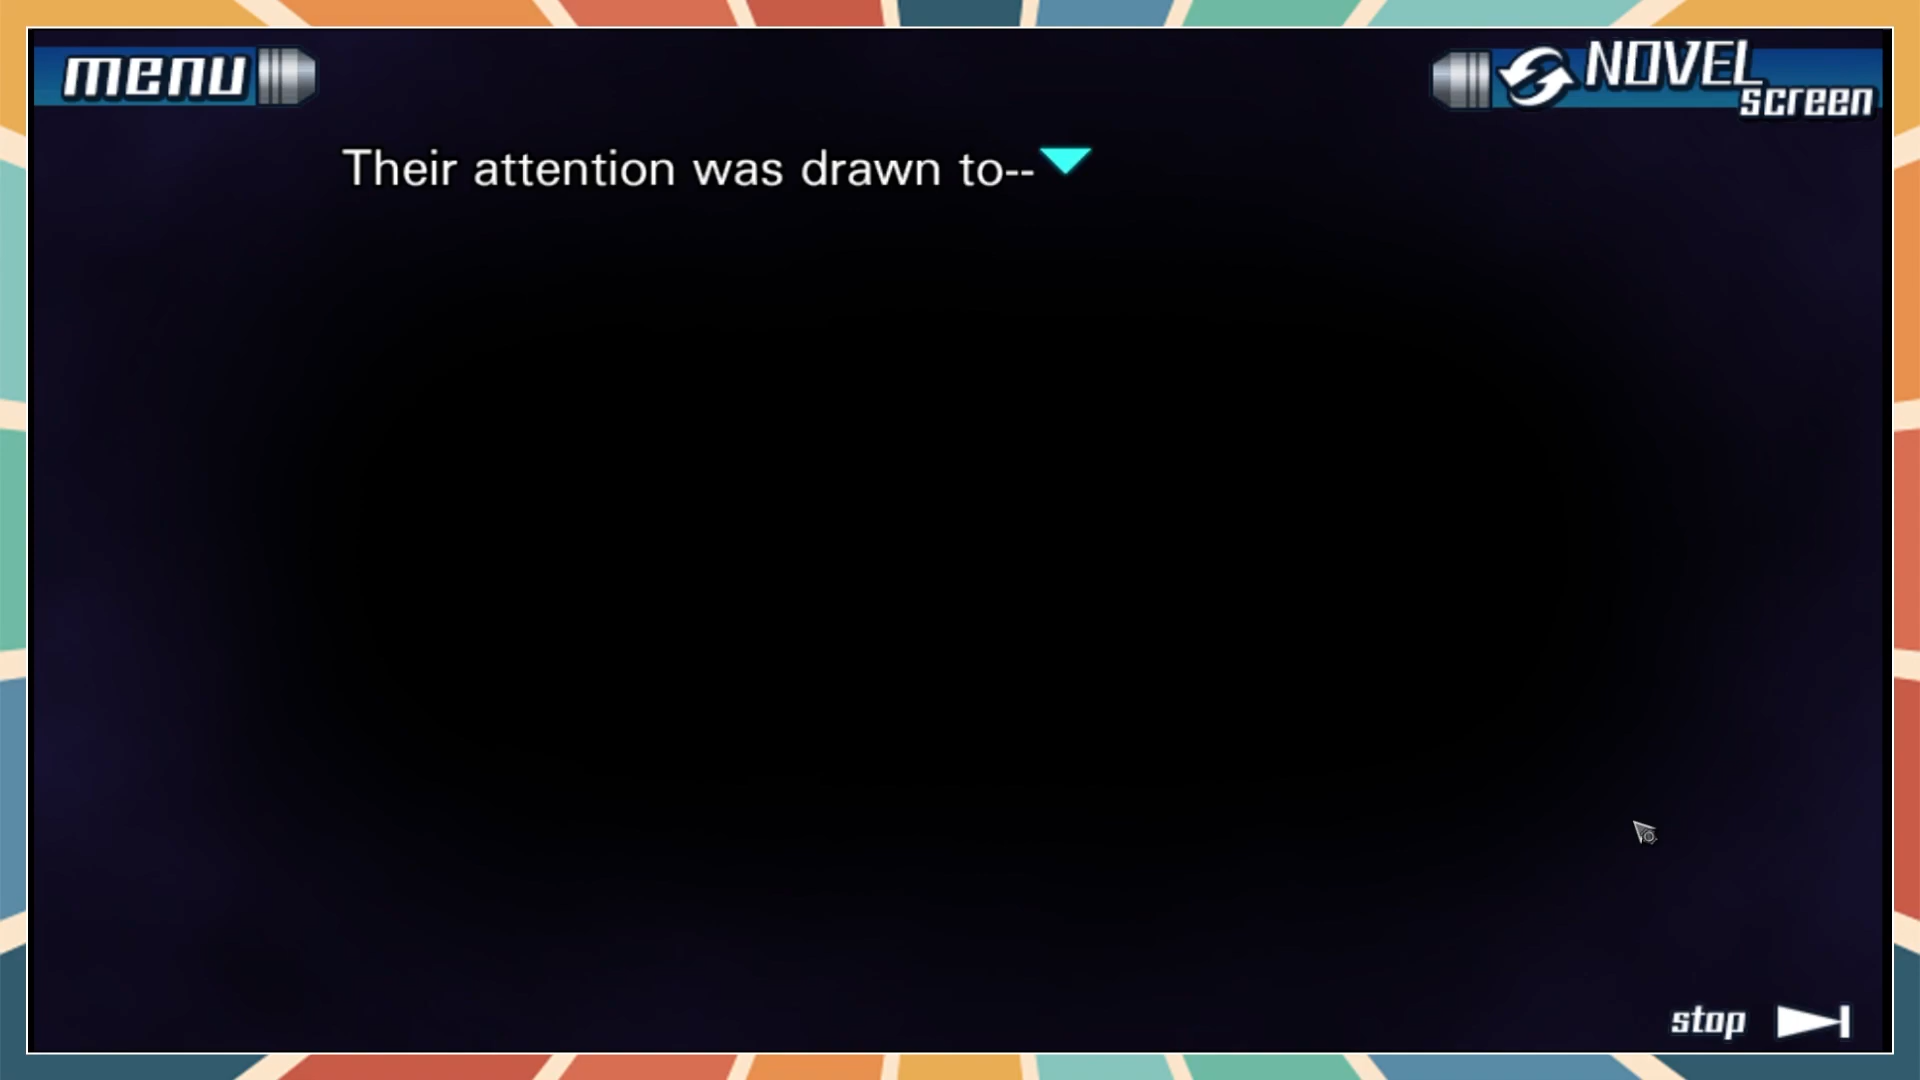 menu
NOVEL
screen
Their attention was drawn to--
stop